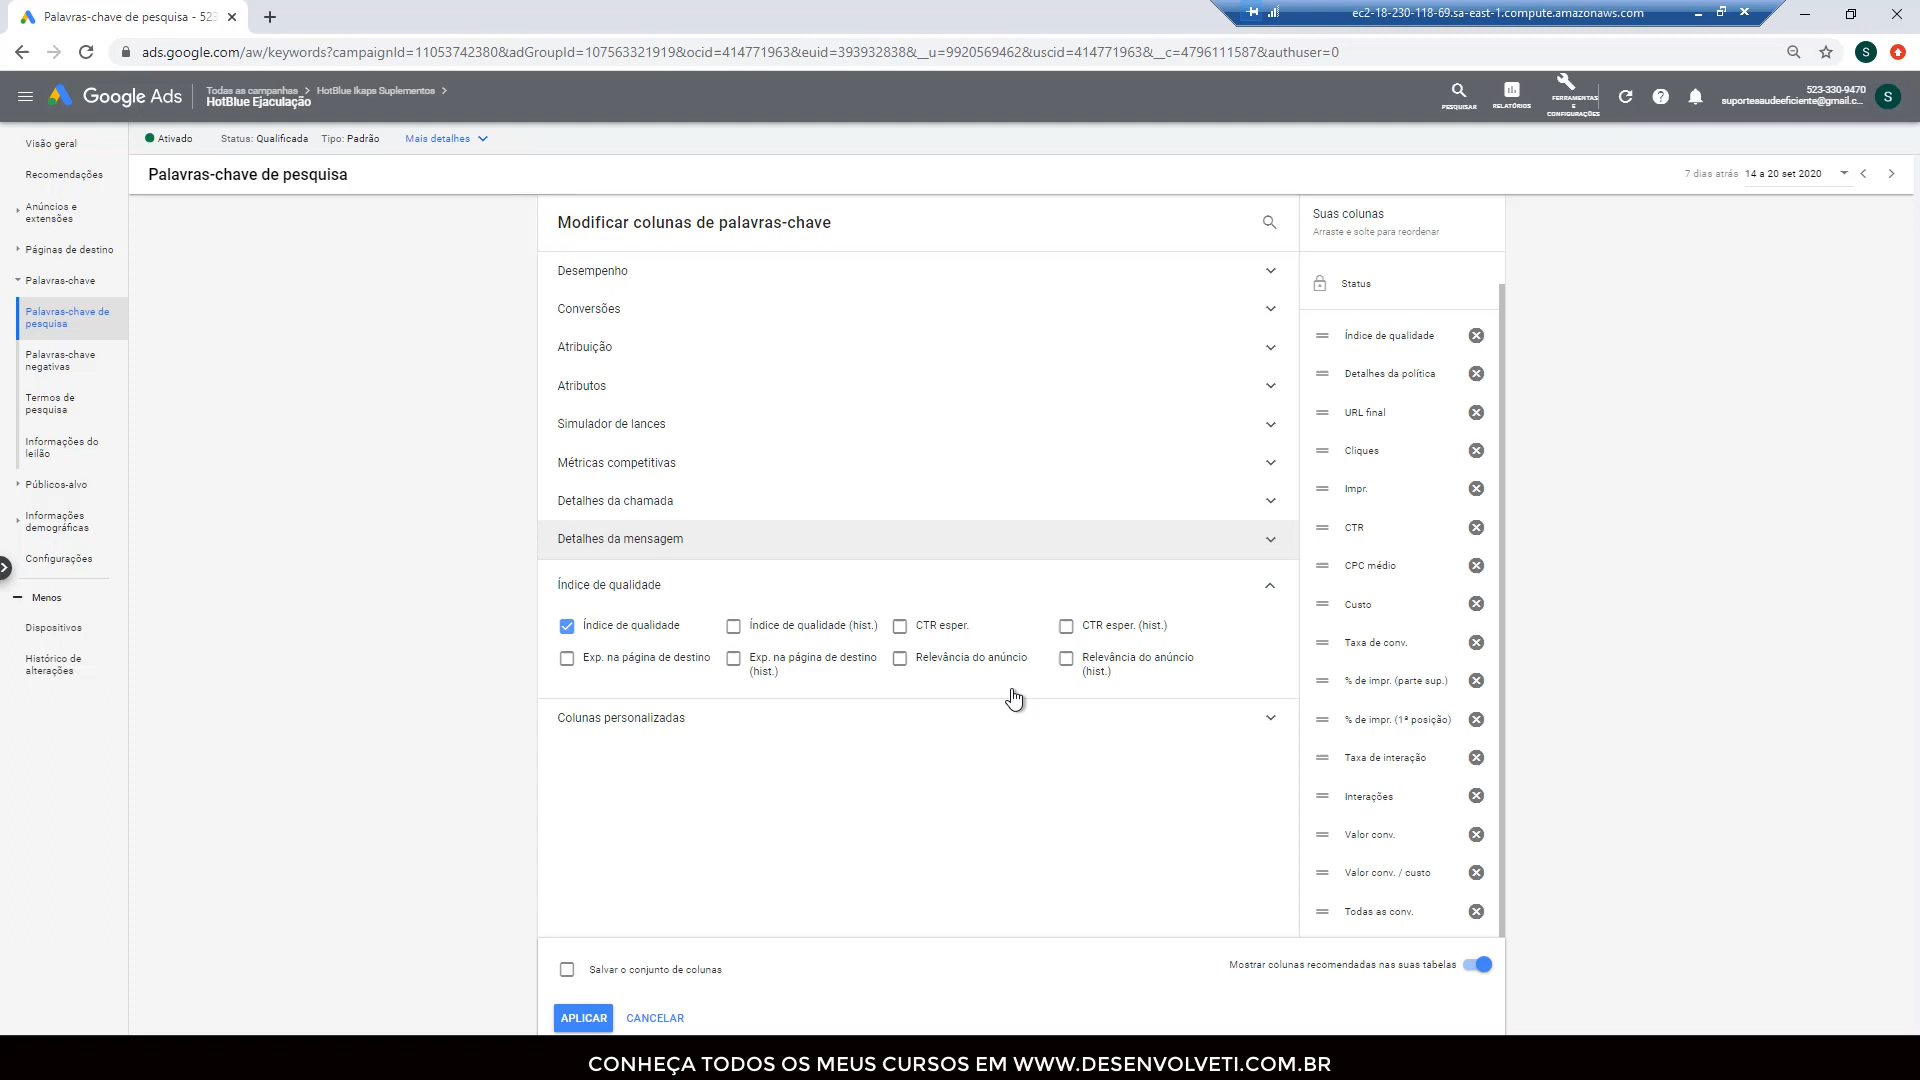 Palavras-chave de pesquisa - 523
ec2-18-230-118-69.sa-east-1.compute.amazonaws.com
ads.google.com/aw/keywords?campaignId=11053742380&adGroupId=107563321919&ocid=414771963&euid=393932838&__u=9920569462&uscid=414771963&__c=4796111587&authuser=0
S
Google Ads
Todas as campanhas > HotBlue Ikaps Suplementos >
HotBlue Ejaculação
PESQUISAR
RELATÓRIOS
FERRAMENTAS
E
CONFIGURAÇÕES
523-330-9470
suportesaudeeficiente@gmail.c...
S
Ativado
Status: Qualificada
Tipo: Padrão
Mais detalhes
Palavras-chave de pesquisa
7 dias atrás
14 a 20 set 2020
Visão geral
Recomendações
Anúncios e
extensões
Páginas de destino
Palavras-chave
Palavras-chave de
pesquisa
Palavras-chave
negativas
Termos de
pesquisa
Informações do
leilão
Públicos-alvo
Informações
demográficas
Configurações
Menos
Dispositivos
Histórico de
alterações
Modificar colunas de palavras-chave
Desempenho
Conversões
Atribuição
Atributos
Simulador de lances
Métricas competitivas
Detalhes da chamada
Detalhes da mensagem
Índice de qualidade
Índice de qualidade
Índice de qualidade (hist.)
CTR esper.
CTR esper. (hist.)
Exp. na página de destino
Exp. na página de destino
(hist.)
Relevância do anúncio
Relevância do anúncio
(hist.)
Colunas personalizadas
Suas colunas
Arraste e solte para reordenar
Status
Índice de qualidade
Detalhes da política
URL final
Cliques
Impr.
CTR
CPC médio
Custo
Taxa de conv.
% de impr. (parte sup.)
% de impr. (1ª posição)
Taxa de interação
Interações
Valor conv.
Valor conv. / custo
Todas as conv.
Salvar o conjunto de colunas
Mostrar colunas recomendadas nas suas tabelas
APLICAR
CANCELAR
CONHEÇA TODOS OS MEUS CURSOS EM WWW.DESENVOLVETI.COM.BR